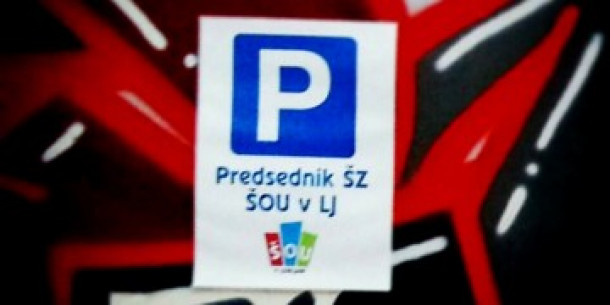 P
Predsednik ŠZ
ŠOU v LJ
ŠOU